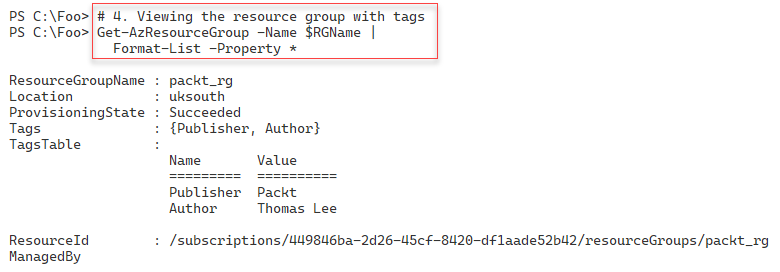 PS C:\Foo> # 4. Viewing the resource group with tags
PS C:\Foo> Get-AzResourceGroup -Name $RGName |
             Format-List -Property *

ResourceGroupName : packt_rg
Location          : uksouth
ProvisioningState : Succeeded
Tags              : {Publisher, Author}
TagsTable         :
                    Name       Value
                    =========  ==========
                    Publisher  Packt
                    Author     Thomas Lee

ResourceId        : /subscriptions/449846ba-2d26-45cf-8420-df1aade52b42/resourceGroups/packt_rg
ManagedBy